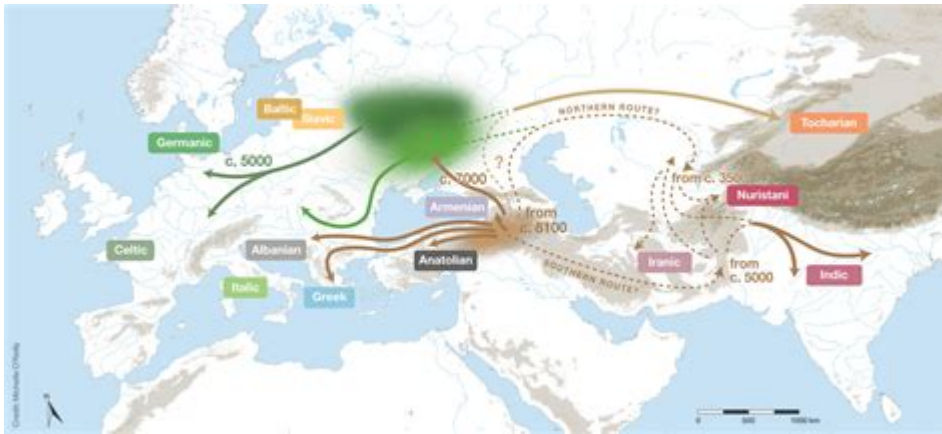 Baltic
Slavic
Germanic
c. 5000
NORTHERN ROUTE?
Tocharian
?
c. 7000
from c. 350
Nuristani
Armenian
from
c. 8100
Celtic
Albanian
Anatolian
Iranic
from
c. 5000
Indic
SOUTHERN ROUTE?
Italic
Greek
Credit: Michelle O'Reilly
N
0 500 1000 km